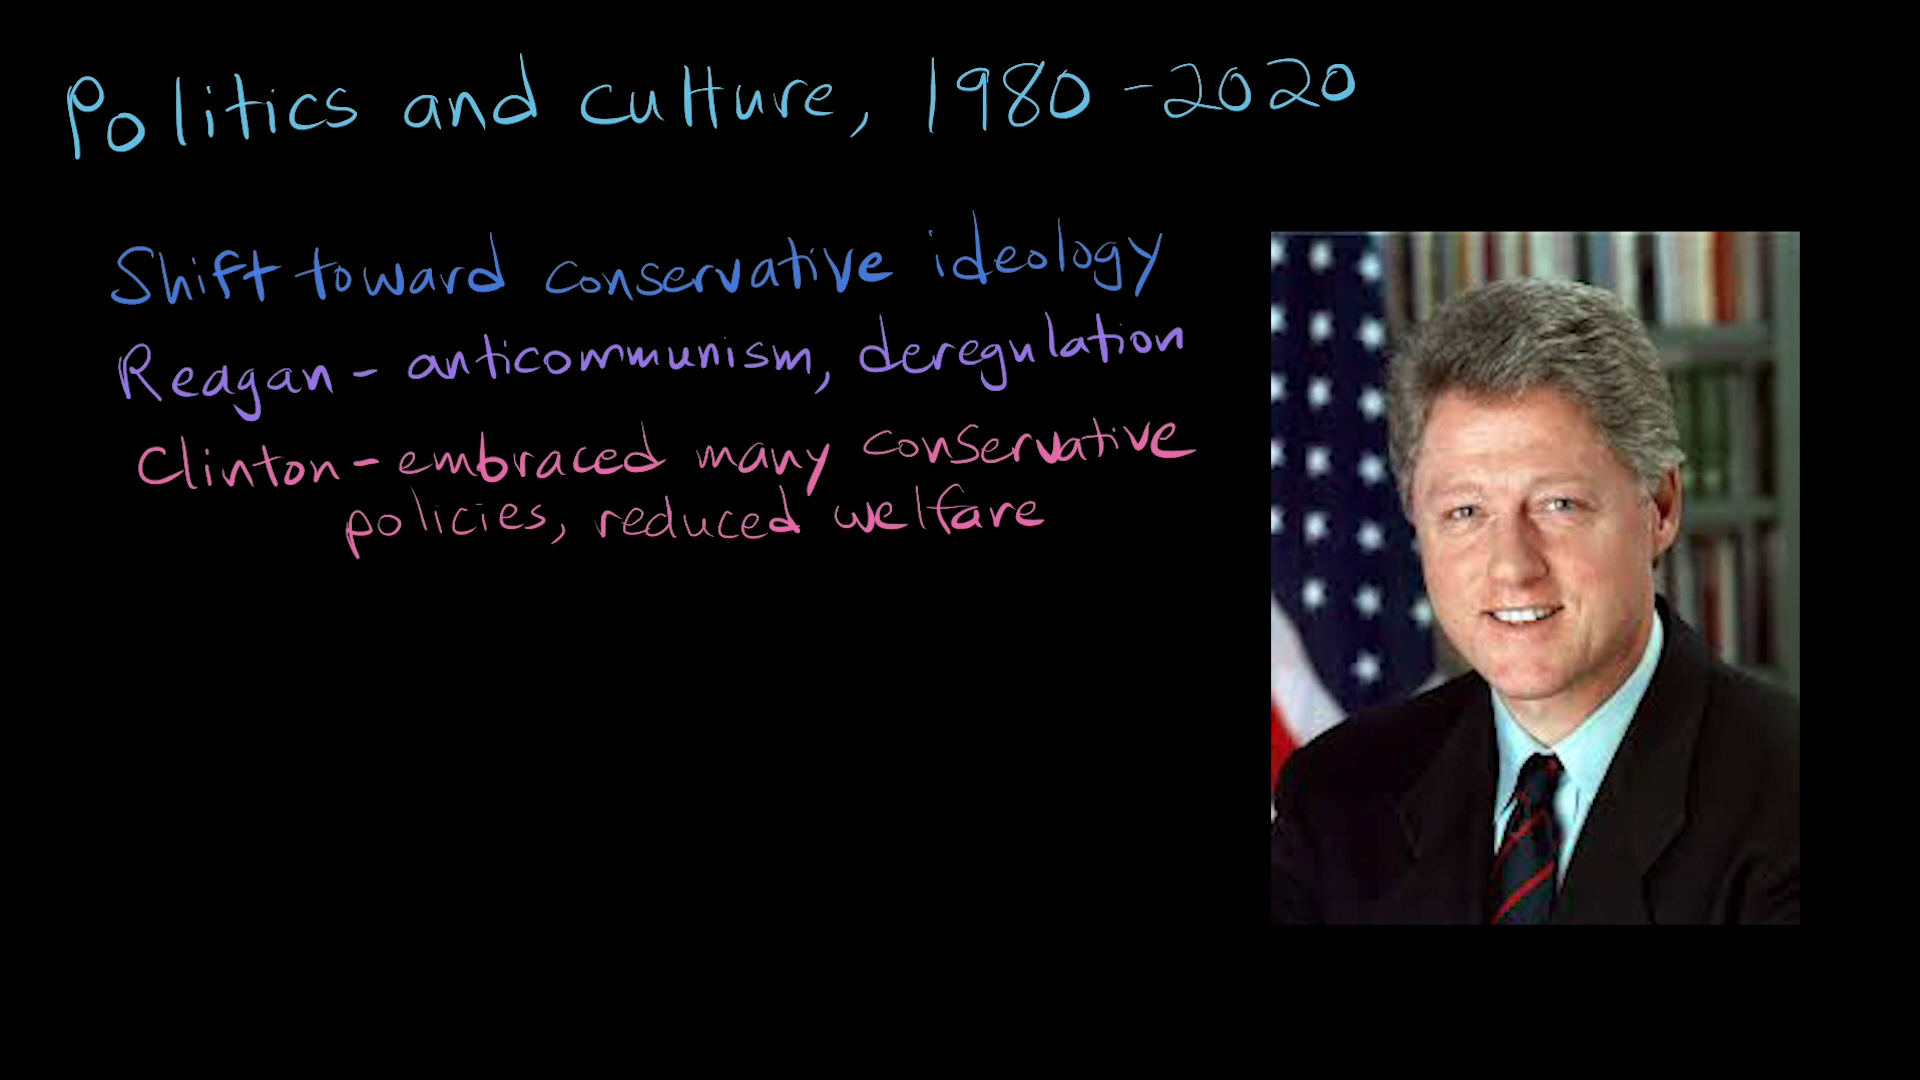 Politics and culture, 1980-2020
Shift toward conservative ideology
Reagan - anticommunism, deregulation
Clinton - embraced many conservative
policies, reduced welfare